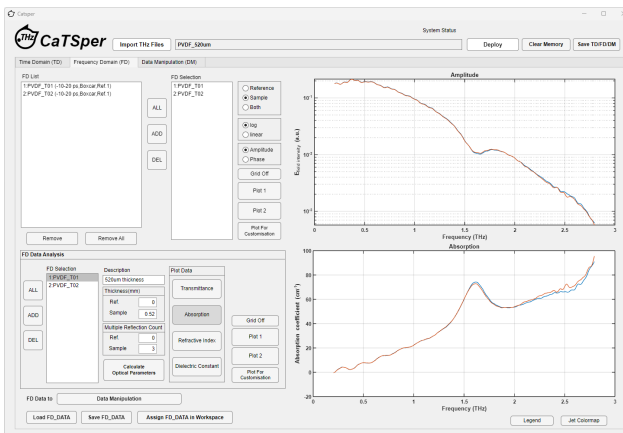 Catsper
System Status
THz CaTSper
Import THz Files
PVDF_520um
Deploy
Clear Memory
Save TD/FD/DM
Time Domain (TD)
Frequency Domain (FD)
Data Manipulation (DM)
FD List
1:PVDF_T01 (-10-20 ps,Boxcar,Ref.1)
2:PVDF_T02 (-10-20 ps,Boxcar,Ref.1)
ALL
ADD
DEL
Remove
Remove All
FD Selection
1:PVDF_T01
2:PVDF_T02
Reference
Sample
Both
log
linear
Amplitude
Phase
Grid Off
Plot 1
Plot 2
Plot For
Customisation
Amplitude
10-1
10-2
10-3
0
0.5
1
1.5
2
2.5
3
Frequency (THz)
FD Data Analysis
ALL
ADD
DEL
FD Selection
1:PVDF_T01
2:PVDF_T02
Description
520um thickness
Thickness(mm)
Ref. 0
Sample 0.52
Multiple Reflection Count
Ref. 0
Sample 3
Calculate
Optical Parameters
Plot Data
Transmittance
Absorption
Refractive Index
Dielectric Constant
Grid Off
Plot 1
Plot 2
Plot For
Customisation
Absorption
Absorption coefficient (cm-1)
100
80
60
40
20
0
-20
0
0.5
1
1.5
2
2.5
3
Frequency (THz)
FD Data to
Data Manipulation
Load FD_DATA
Save FD_DATA
Assign FD_DATA in Workspace
Legend
Jet Colormap